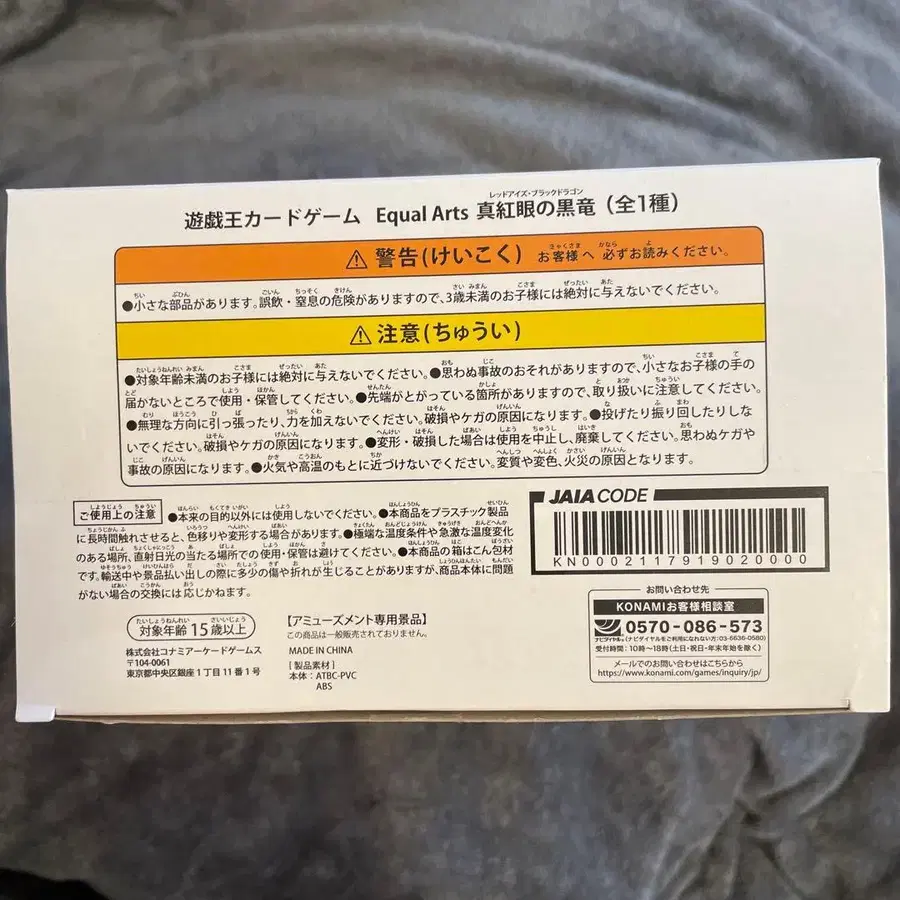 レッドアイズ・ブラックドラゴン
遊戯王カードゲーム Equal Arts 真紅眼の黒竜（全1種）
⚠警告(けいこく) お客様へ 必ずお読みください。
●小さな部品があります。誤飲・窒息の危険がありますので、3歳未満のお子様には絶対に与えないでください。
⚠注意(ちゅうい)
●対象年齢未満のお子様には絶対に与えないでください。●思わぬ事故のおそれがありますので、小さなお子様の手の
届かないところで使用・保管してください。●先端がとがっている箇所がありますので、取り扱いに注意してください。
●無理な方向に引っ張ったり、力を加えないでください。破損やケガの原因になります。●投げたり振り回したりしな
いでください。破損やケガの原因になります。●変形・破損した場合は使用を中止し、廃棄してください。思わぬケガや
事故の原因になります。●火気や高温のもとに近づけないでください。変質や変色、火災の原因となります。
ご使用上の注意 ●本来の目的以外には使用しないでください。●本商品をプラスチック製品
に長時間触れさせると、色移りや変形する場合があります。●極端な温度条件や急激な温度変化
のある場所、直射日光の当たる場所での使用・保管は避けてください。●本商品の箱はこん包材
です。輸送中や景品払い出しの際に多少の傷や折れが生じることがありますが、商品本体に問題
がない場合の交換には応じかねます。
JAIA CODE
KN0002117919020000
対象年齢 15歳以上
株式会社コナミアーケードゲームス
〒104-0061
東京都中央区銀座1丁目11番1号
【アミューズメント専用景品】
この商品は一般販売されておりません。
MADE IN CHINA
[製品素材]
本体：ATBC-PVC
ABS
お問い合わせ先
KONAMIお客様相談室
ナビダイヤル 0570-086-573
(ナビダイヤルをご利用になれない方:03-6636-0580)
受付時間：10時～18時(土日・祝日・年末年始を除く)
メールでのお問い合わせはこちらから
https://www.konami.com/games/inquiry/jp/